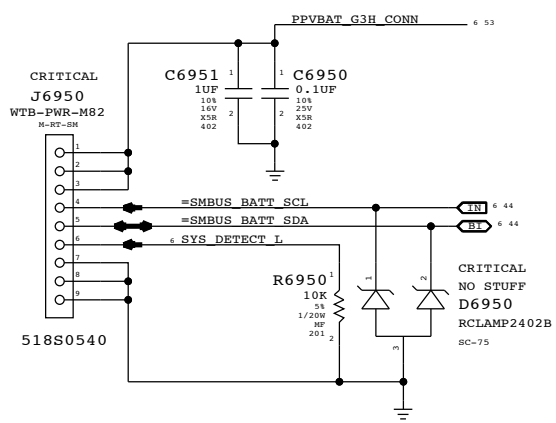 PPVBAT_G3H_CONN 6 53
CRITICAL
J6950
WTB-PWR-M82
M-RT-SM
C6951
1UF
10%
16V
X5R
402
1
2
C6950
0.1UF
10%
25V
X5R
402
1
2
1
2
3
4 =SMBUS_BATT_SCL IN 6 44
5 =SMBUS_BATT_SDA BI 6 44
6 6 SYS_DETECT_L
7
8
9
518S0540
R6950
10K
5%
1/20W
MF
201
1
2
1
2
3
CRITICAL
NO STUFF
D6950
RCLAMP2402B
SC-75